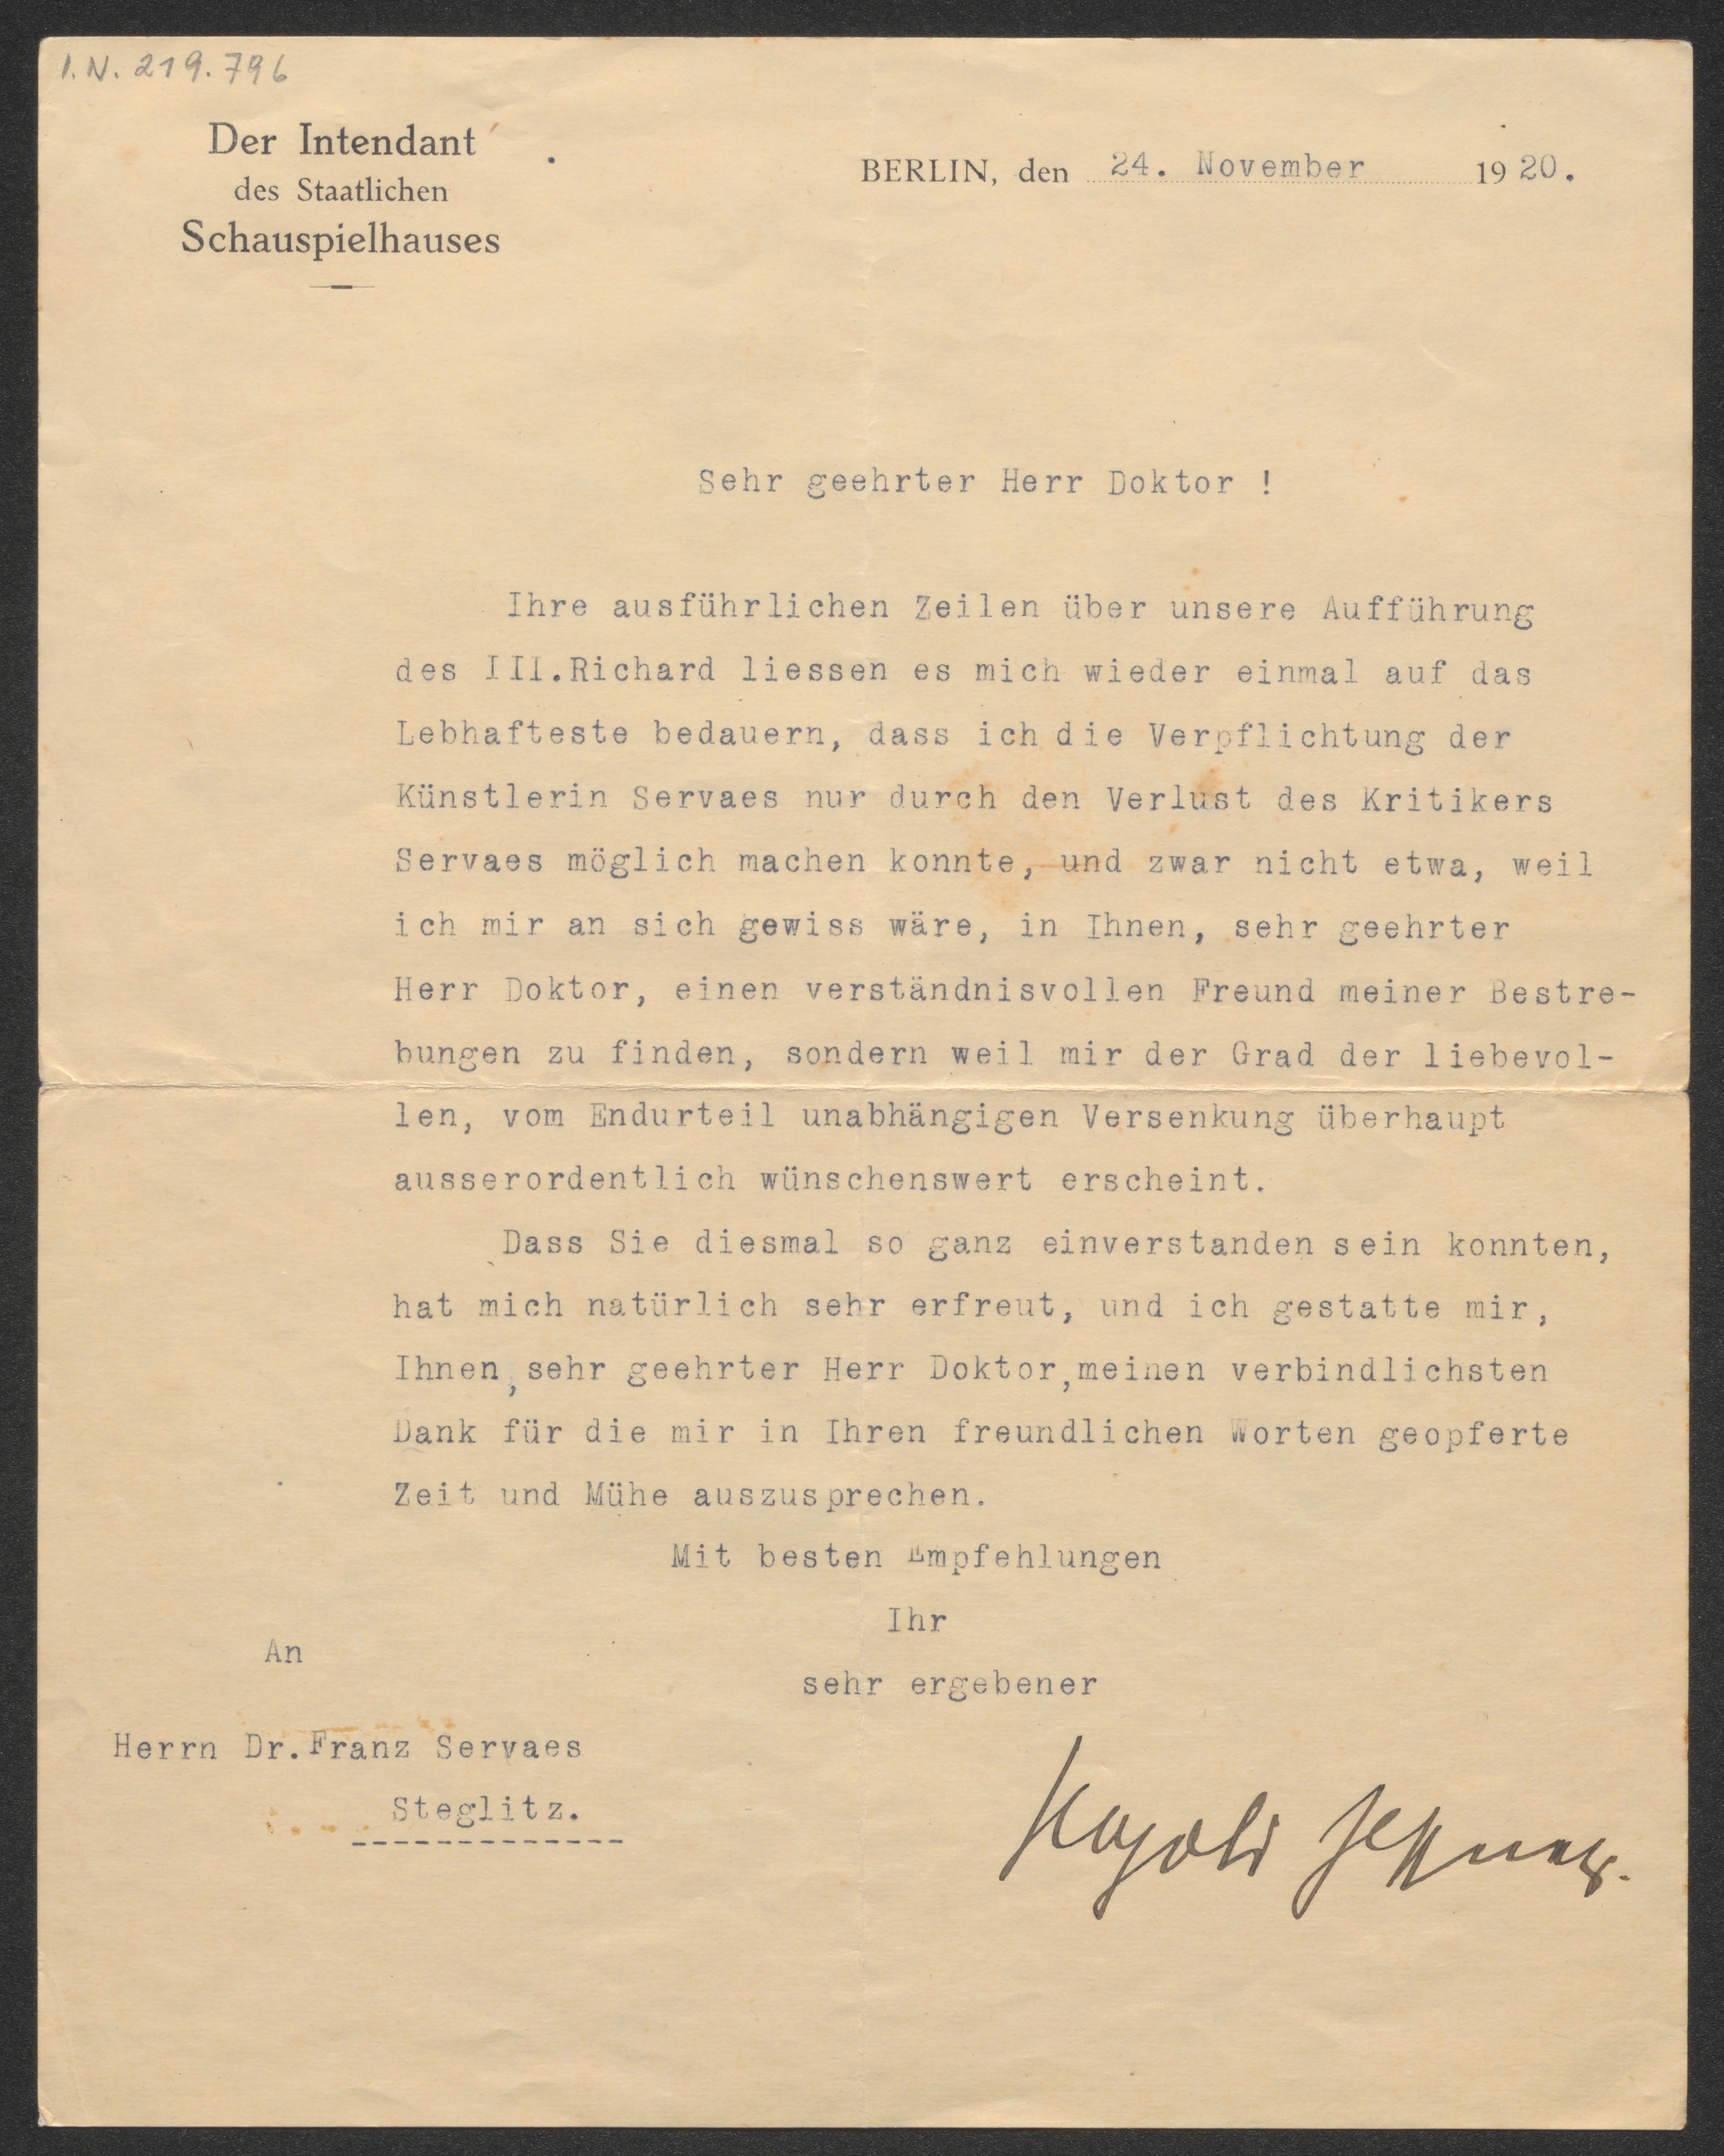 I.N. 219.796
Der Intendant
des Staatlichen
Schauspielhauses
BERLIN, den 24. November 1920.
Sehr geehrter Herr Doktor !
Ihre ausführlichen Zeilen über unsere Aufführung
des III.Richard liessen es mich wieder einmal auf das
Lebhafteste bedauern, dass ich die Verpflichtung der
Künstlerin Servaes nur durch den Verlust des Kritikers
Servaes möglich machen konnte, und zwar nicht etwa, weil
ich mir an sich gewiss wäre, in Ihnen, sehr geehrter
Herr Doktor, einen verständnisvollen Freund meiner Bestre-
bungen zu finden, sondern weil mir der Grad der liebevol-
len, vom Endurteil unabhängigen Versenkung überhaupt
ausserordentlich wünschenswert erscheint.
Dass Sie diesmal so ganz einverstanden sein konnten,
hat mich natürlich sehr erfreut, und ich gestatte mir,
Ihnen, sehr geehrter Herr Doktor, meinen verbindlichsten
Dank für die mir in Ihren freundlichen Worten geopferte
Zeit und Mühe auszusprechen.
Mit besten Empfehlungen
Ihr
sehr ergebener
An
Herrn Dr.Franz Servaes
Steglitz.
Leopold Jessner.